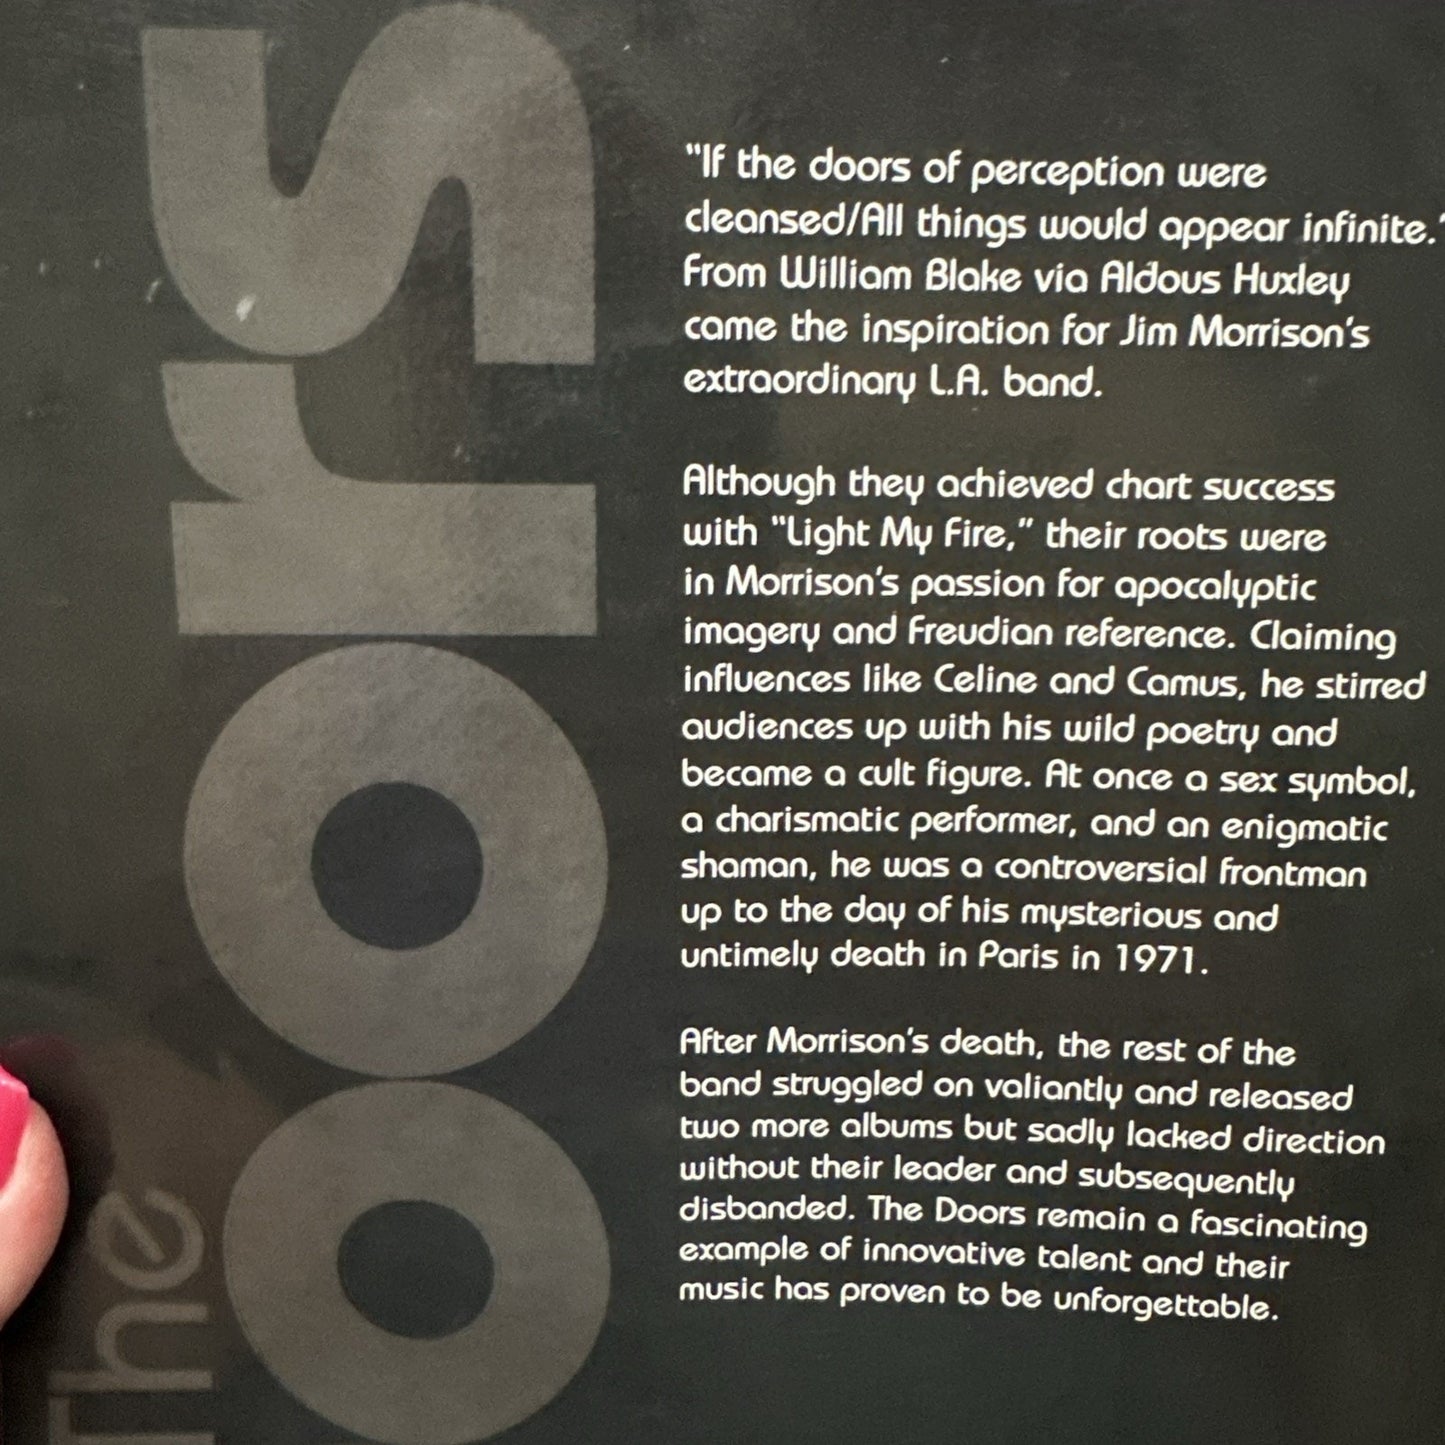 The
oors
"If the doors of perception were
cleansed/All things would appear infinite."
From William Blake via Aldous Huxley
came the inspiration for Jim Morrison's
extraordinary L.A. band.
Although they achieved chart success
with "Light My Fire," their roots were
in Morrison's passion for apocalyptic
imagery and Freudian reference. Claiming
influences like Celine and Camus, he stirred
audiences up with his wild poetry and
became a cult figure. At once a sex symbol,
a charismatic performer, and an enigmatic
shaman, he was a controversial frontman
up to the day of his mysterious and
untimely death in Paris in 1971.
After Morrison's death, the rest of the
band struggled on valiantly and released
two more albums but sadly lacked direction
without their leader and subsequently
disbanded. The Doors remain a fascinating
example of innovative talent and their
music has proven to be unforgettable.